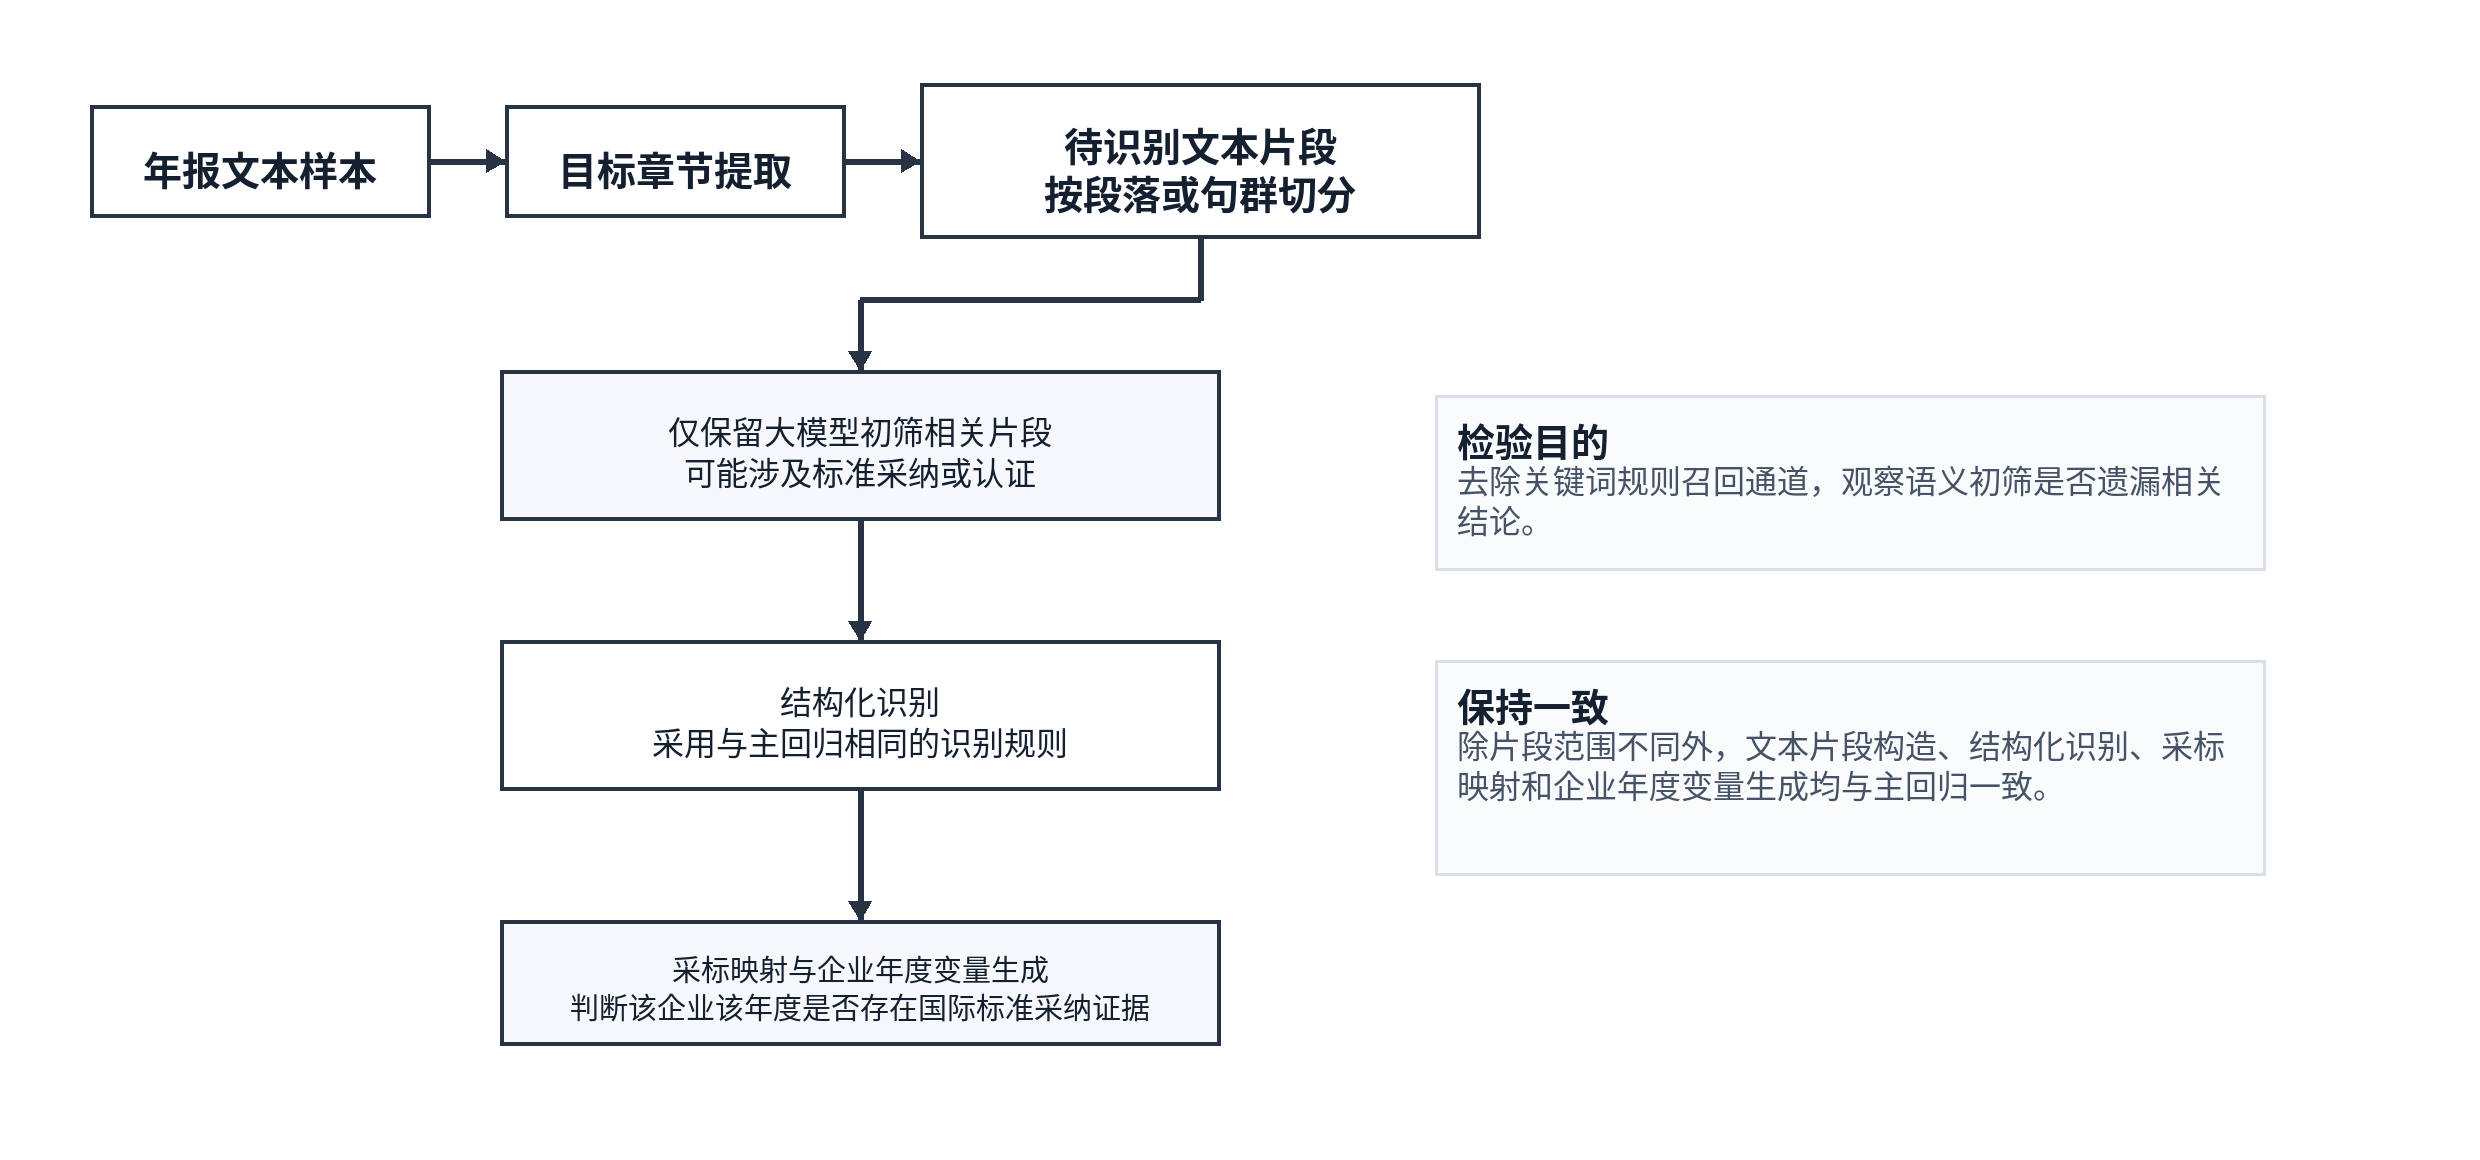 年报文本样本
目标章节提取
待识别文本片段
按段落或句群切分
仅保留大模型初筛相关片段
可能涉及标准采纳或认证
检验目的
去除关键词规则召回通道，观察语义初筛是否遗漏相关
结论。
结构化识别
采用与主回归相同的识别规则
保持一致
除片段范围不同外，文本片段构造、结构化识别、采标
映射和企业年度变量生成均与主回归一致。
采标映射与企业年度变量生成
判断该企业该年度是否存在国际标准采纳证据